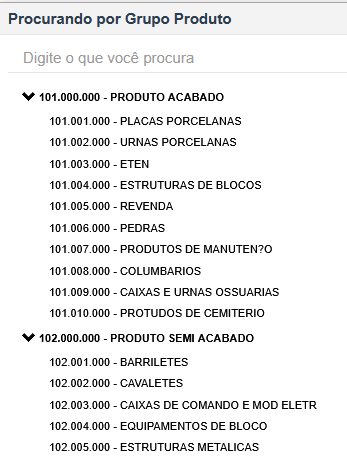 Procurando por Grupo Produto
Digite o que você procura
101.000.000 - PRODUTO ACABADO
101.001.000 - PLACAS PORCELANAS
101.002.000 - URNAS PORCELANAS
101.003.000 - ETEN
101.004.000 - ESTRUTURAS DE BLOCOS
101.005.000 - REVENDA
101.006.000 - PEDRAS
101.007.000 - PRODUTOS DE MANUTEN?O
101.008.000 - COLUMBARIOS
101.009.000 - CAIXAS E URNAS OSSUARIAS
101.010.000 - PROTUDOS DE CEMITERIO
102.000.000 - PRODUTO SEMI ACABADO
102.001.000 - BARRILETES
102.002.000 - CAVALETES
102.003.000 - CAIXAS DE COMANDO E MOD ELETR
102.004.000 - EQUIPAMENTOS DE BLOCO
102.005.000 - ESTRUTURAS METALICAS